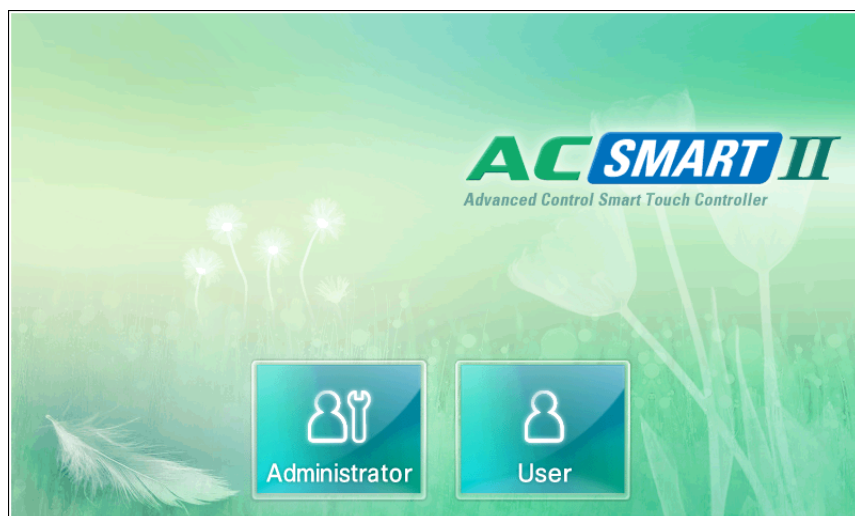 AC SMART II
Advanced Control Smart Touch Controller
Administrator
User